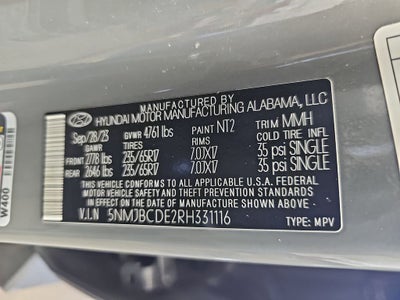 MANUFACTURED BY
HYUNDAI MOTOR MANUFACTURING ALABAMA, LLC
Sep/28/23 GVWR 4761 lbs PAINT NT2 TRIM MMH
GAWR TIRES RIMS COLD TIRE INFL
FRONT 2778 lbs 235/65R17 7.0JX17 35 psi SINGLE
REAR 2646 lbs 235/65R17 7.0JX17 35 psi SINGLE
THIS VEHICLE CONFORMS TO ALL APPLICABLE U.S.A. FEDERAL
MOTOR VEHICLE SAFETY AND THEFT PREVENTION STANDARDS
IN EFFECT ON THE DATE OF MANUFACTURE SHOWN ABOVE.
V.I.N 5NMJBCDE2RH331116 TYPE: MPV
W400